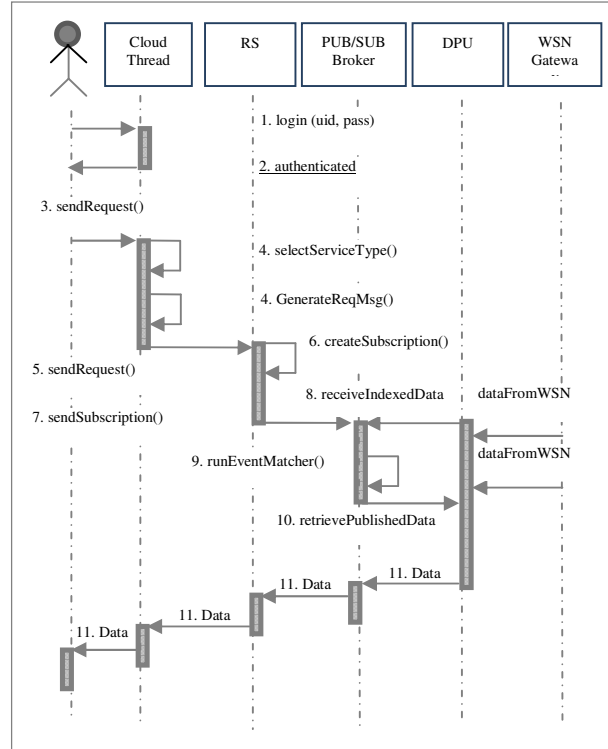 Cloud
Thread
RS
PUB/SUB
Broker
DPU
WSN
Gatewa
1. login (uid, pass)
2. authenticated
3. sendRequest()
4. selectServiceType()
4. GenerateReqMsg()
6. createSubscription()
5. sendRequest()
8. receiveIndexedData
dataFromWSN
7. sendSubscription()
9. runEventMatcher()
dataFromWSN
10. retrievePublishedData
11. Data
11. Data
11. Data
11. Data